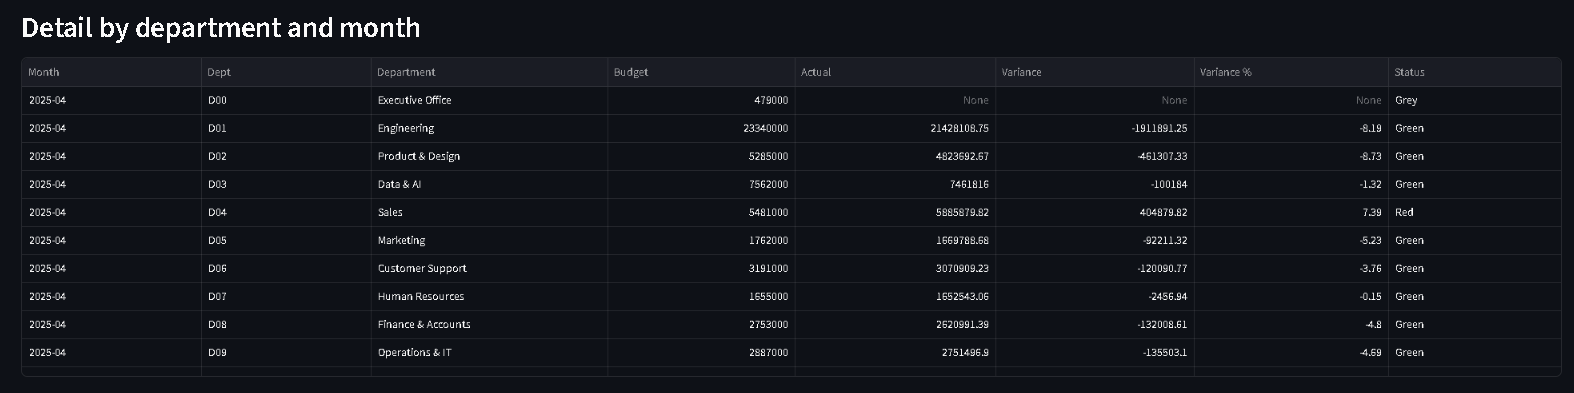 Detail by department and month
Month Dept Department Budget Actual Variance Variance % Status
2025-04 D00 Executive Office 479000 None None None Grey
2025-04 D01 Engineering 23340000 21428108.75 -1911891.25 -8.19 Green
2025-04 D02 Product & Design 5285000 4823692.67 -461307.33 -8.73 Green
2025-04 D03 Data & AI 7562000 7461816 -100184 -1.32 Green
2025-04 D04 Sales 5481000 5885879.82 404879.82 7.39 Red
2025-04 D05 Marketing 1762000 1669788.68 -92211.32 -5.23 Green
2025-04 D06 Customer Support 3191000 3070909.23 -120090.77 -3.76 Green
2025-04 D07 Human Resources 1655000 1652543.06 -2456.94 -0.15 Green
2025-04 D08 Finance & Accounts 2753000 2620991.39 -132008.61 -4.8 Green
2025-04 D09 Operations & IT 2887000 2751496.9 -135503.1 -4.69 Green